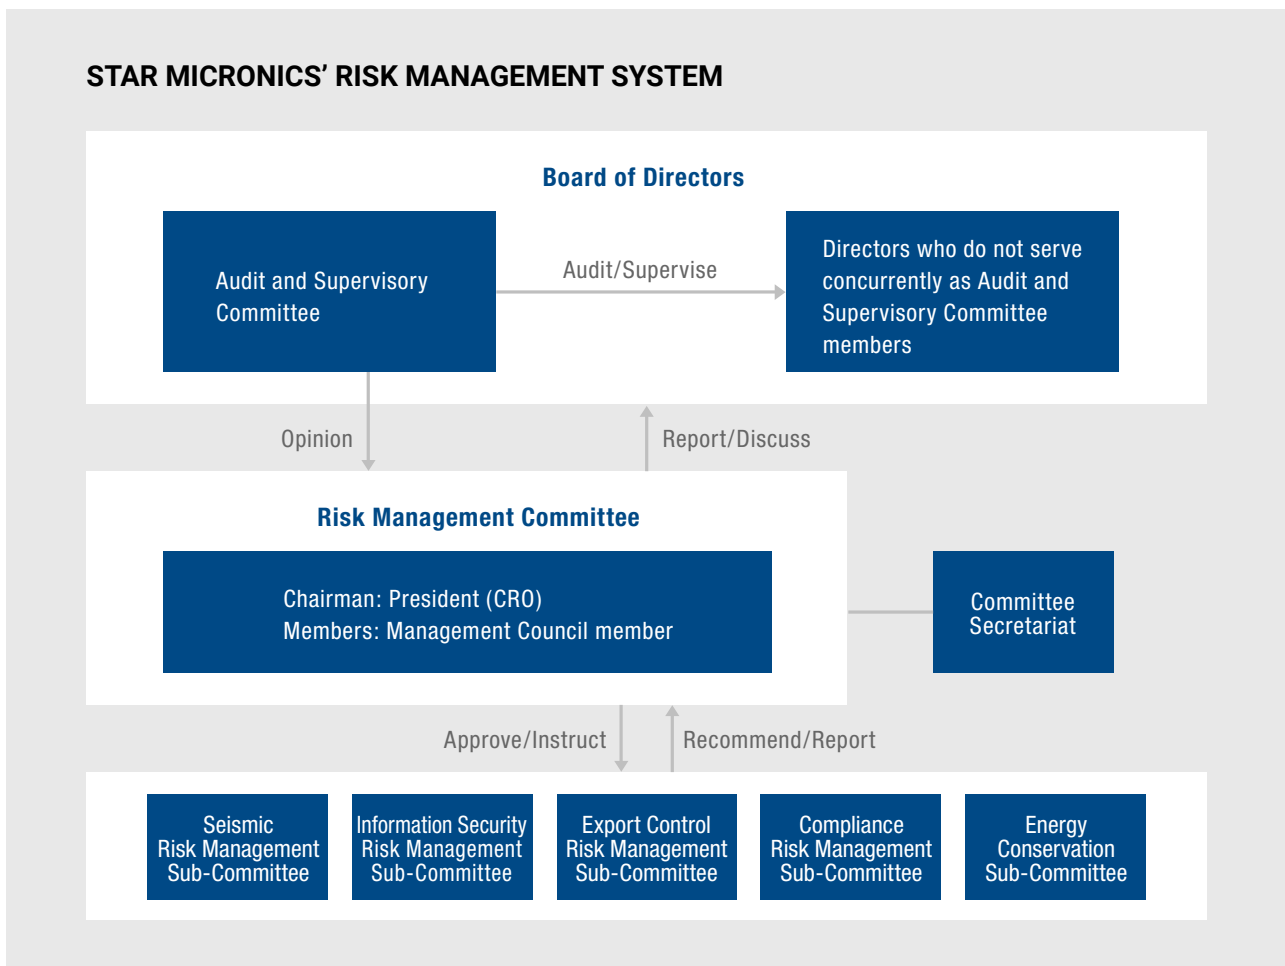 STAR MICRONICS’ RISK MANAGEMENT SYSTEM
Board of Directors
Audit and Supervisory
Committee
Audit/Supervise
Directors who do not serve
concurrently as Audit and
Supervisory Committee
members
Opinion
Report/Discuss
Risk Management Committee
Chairman: President (CRO)
Members: Management Council member
Committee
Secretariat
Approve/Instruct
Recommend/Report
Seismic
Risk Management
Sub-Committee
Information Security
Risk Management
Sub-Committee
Export Control
Risk Management
Sub-Committee
Compliance
Risk Management
Sub-Committee
Energy
Conservation
Sub-Committee